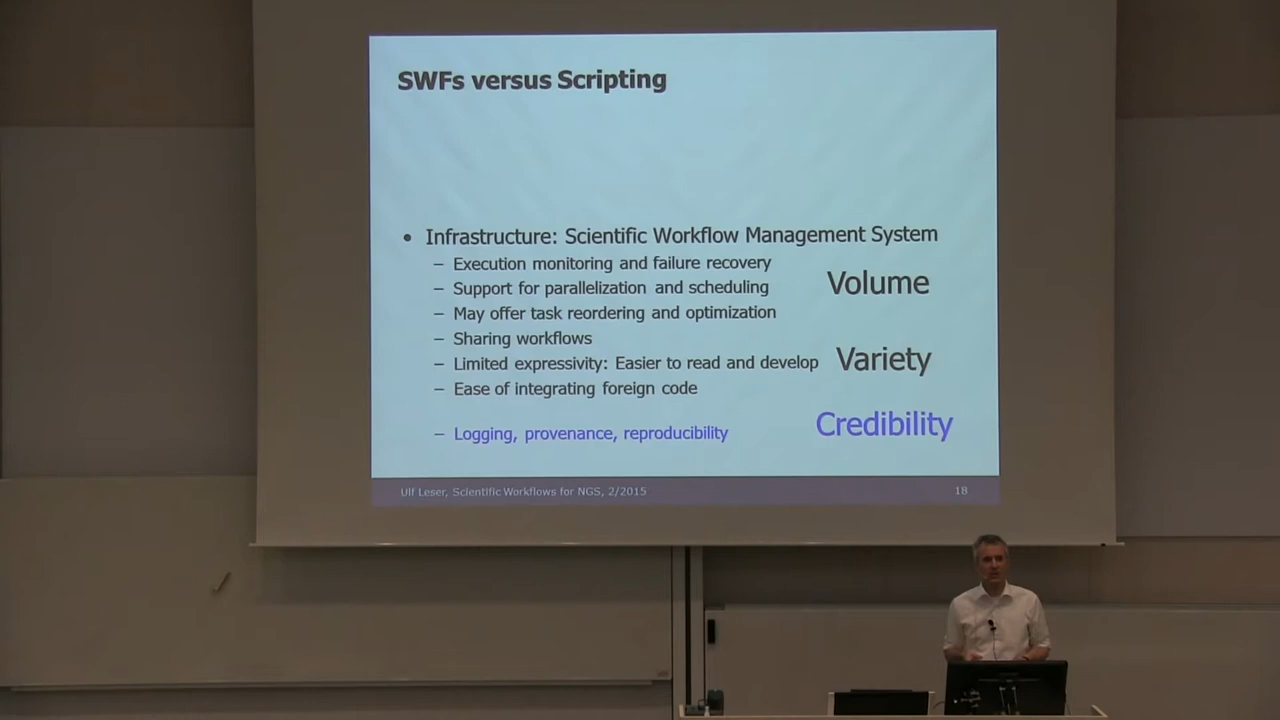 SWFs versus Scripting
• Infrastructure: Scientific Workflow Management System
– Execution monitoring and failure recovery
– Support for parallelization and scheduling
Volume
– May offer task reordering and optimization
– Sharing workflows
– Limited expressivity: Easier to read and develop
Variety
– Ease of integrating foreign code
– Logging, provenance, reproducibility
Credibility
Ulf Leser, Scientific Workflows for NGS, 2/2015
18